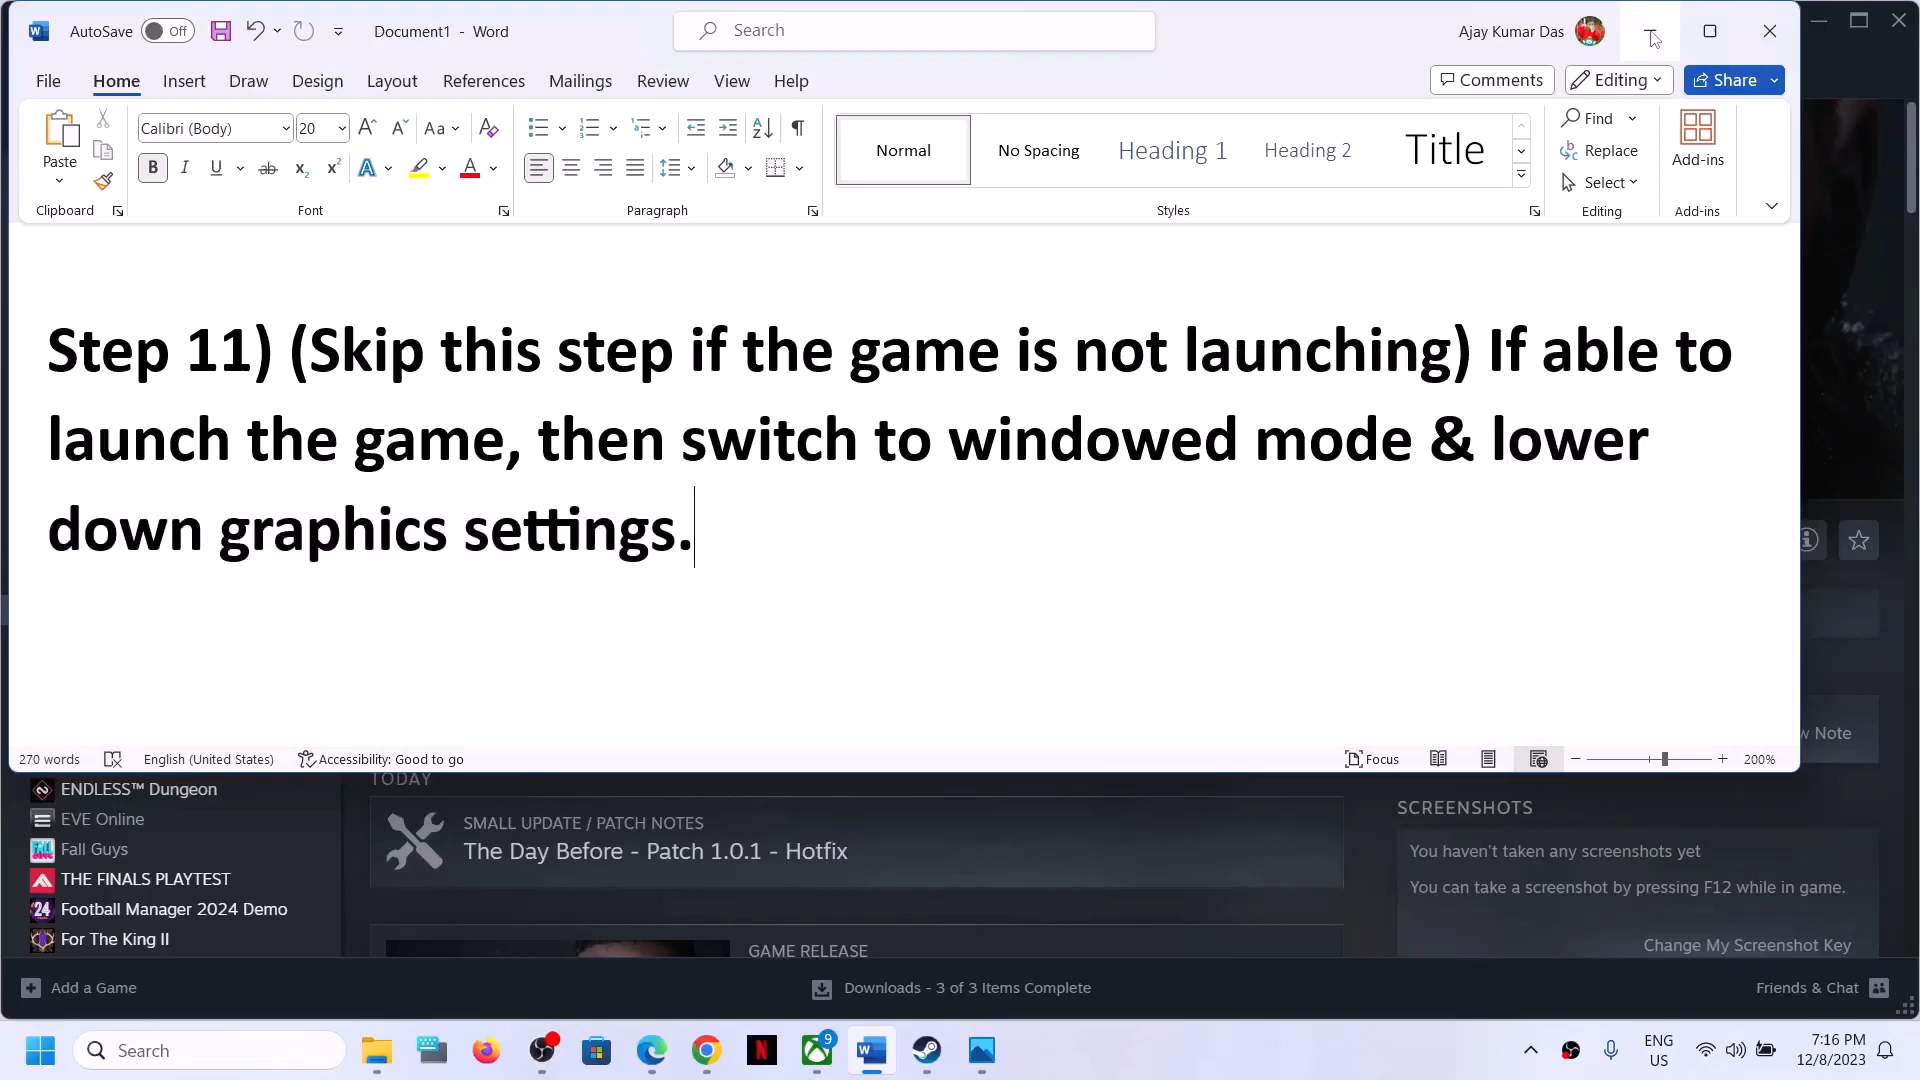 AutoSave Off Document1 - Word Search Ajay Kumar Das
File Home Insert Draw Design Layout References Mailings Review View Help Comments Editing Share
Calibri (Body) 20 Aa
Paste
B I U ab x₂ x² A A
Normal No Spacing Heading 1 Heading 2 Title
Find
Replace
Select
Add-ins
Clipboard Font Paragraph Styles Editing Add-ins
Step 11) (Skip this step if the game is not launching) If able to
launch the game, then switch to windowed mode & lower
down graphics settings.
w Note
270 words English (United States) Accessibility: Good to go Focus 200%
TODAY
ENDLESS™ Dungeon
EVE Online
Fall Guys
THE FINALS PLAYTEST
Football Manager 2024 Demo
For The King II
SMALL UPDATE / PATCH NOTES
The Day Before - Patch 1.0.1 - Hotfix
GAME RELEASE
SCREENSHOTS
You haven't taken any screenshots yet
You can take a screenshot by pressing F12 while in game.
Change My Screenshot Key
Add a Game Downloads - 3 of 3 Items Complete Friends & Chat
Search 9 ENG
US 7:16 PM
12/8/2023